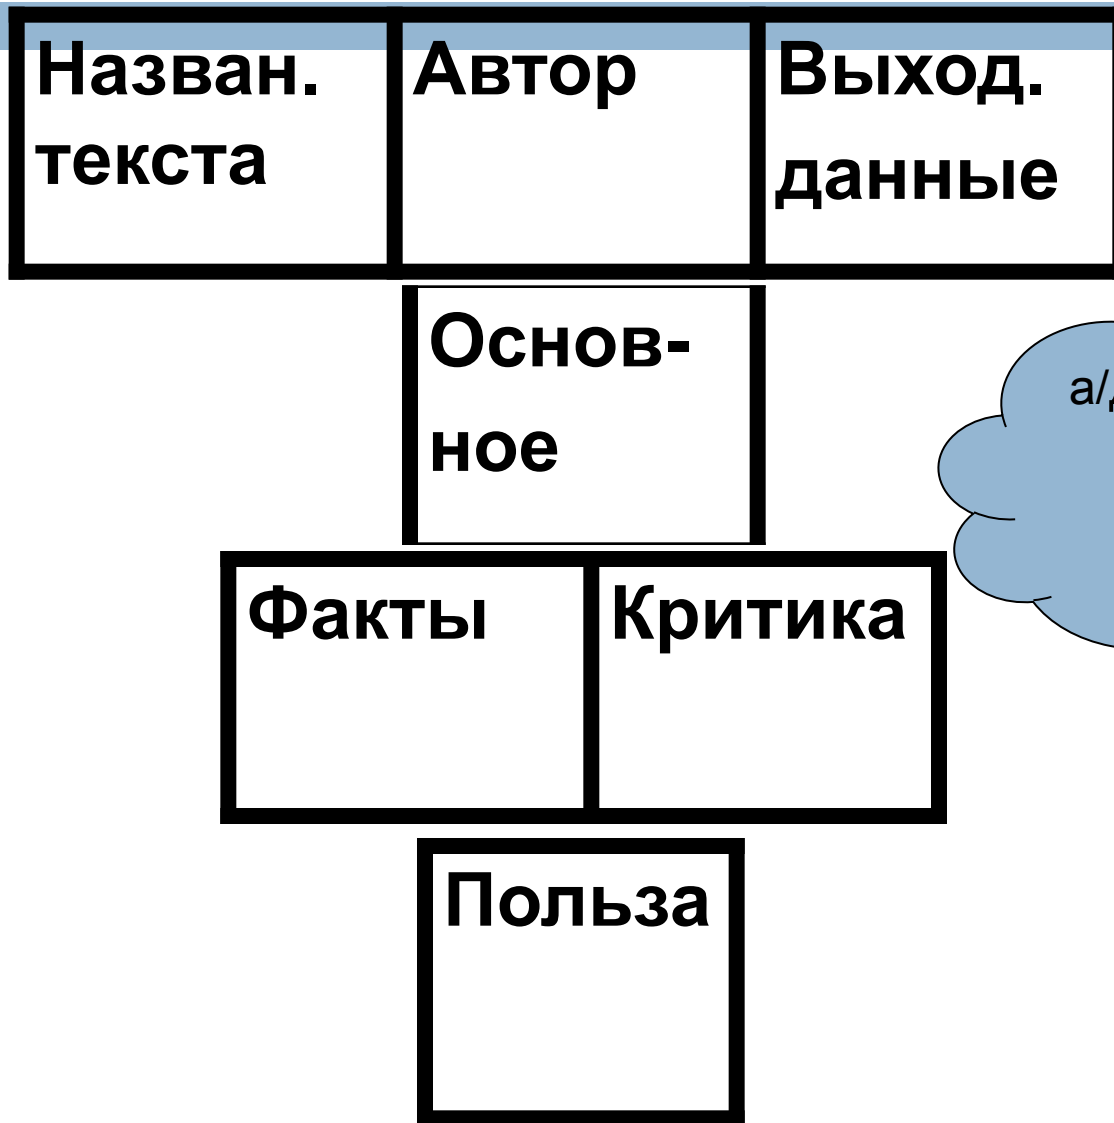 Назван.
текста
Автор
Выход.
данные
Основ-
ное
а/
Факты
Критика
Польза